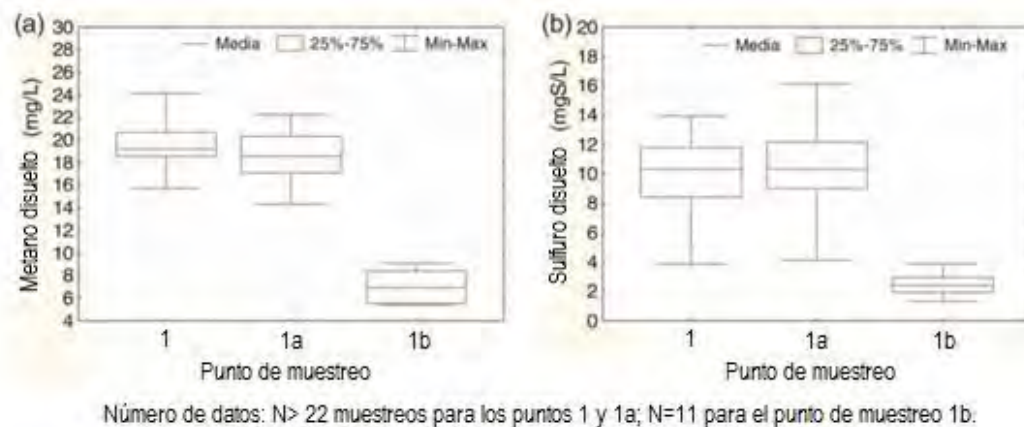 (a)
Media 25%-75% Min-Max
Metano disuelto (mg/L)
30
28
26
24
22
20
18
16
14
12
10
8
6
4
1 1a 1b
Punto de muestreo
(b)
Media 25%-75% Min-Max
Sulfuro disuelto (mgS/L)
20
18
16
14
12
10
8
6
4
2
0
1 1a 1b
Punto de muestreo
Número de datos: N> 22 muestreos para los puntos 1 y 1a; N=11 para el punto de muestreo 1b.